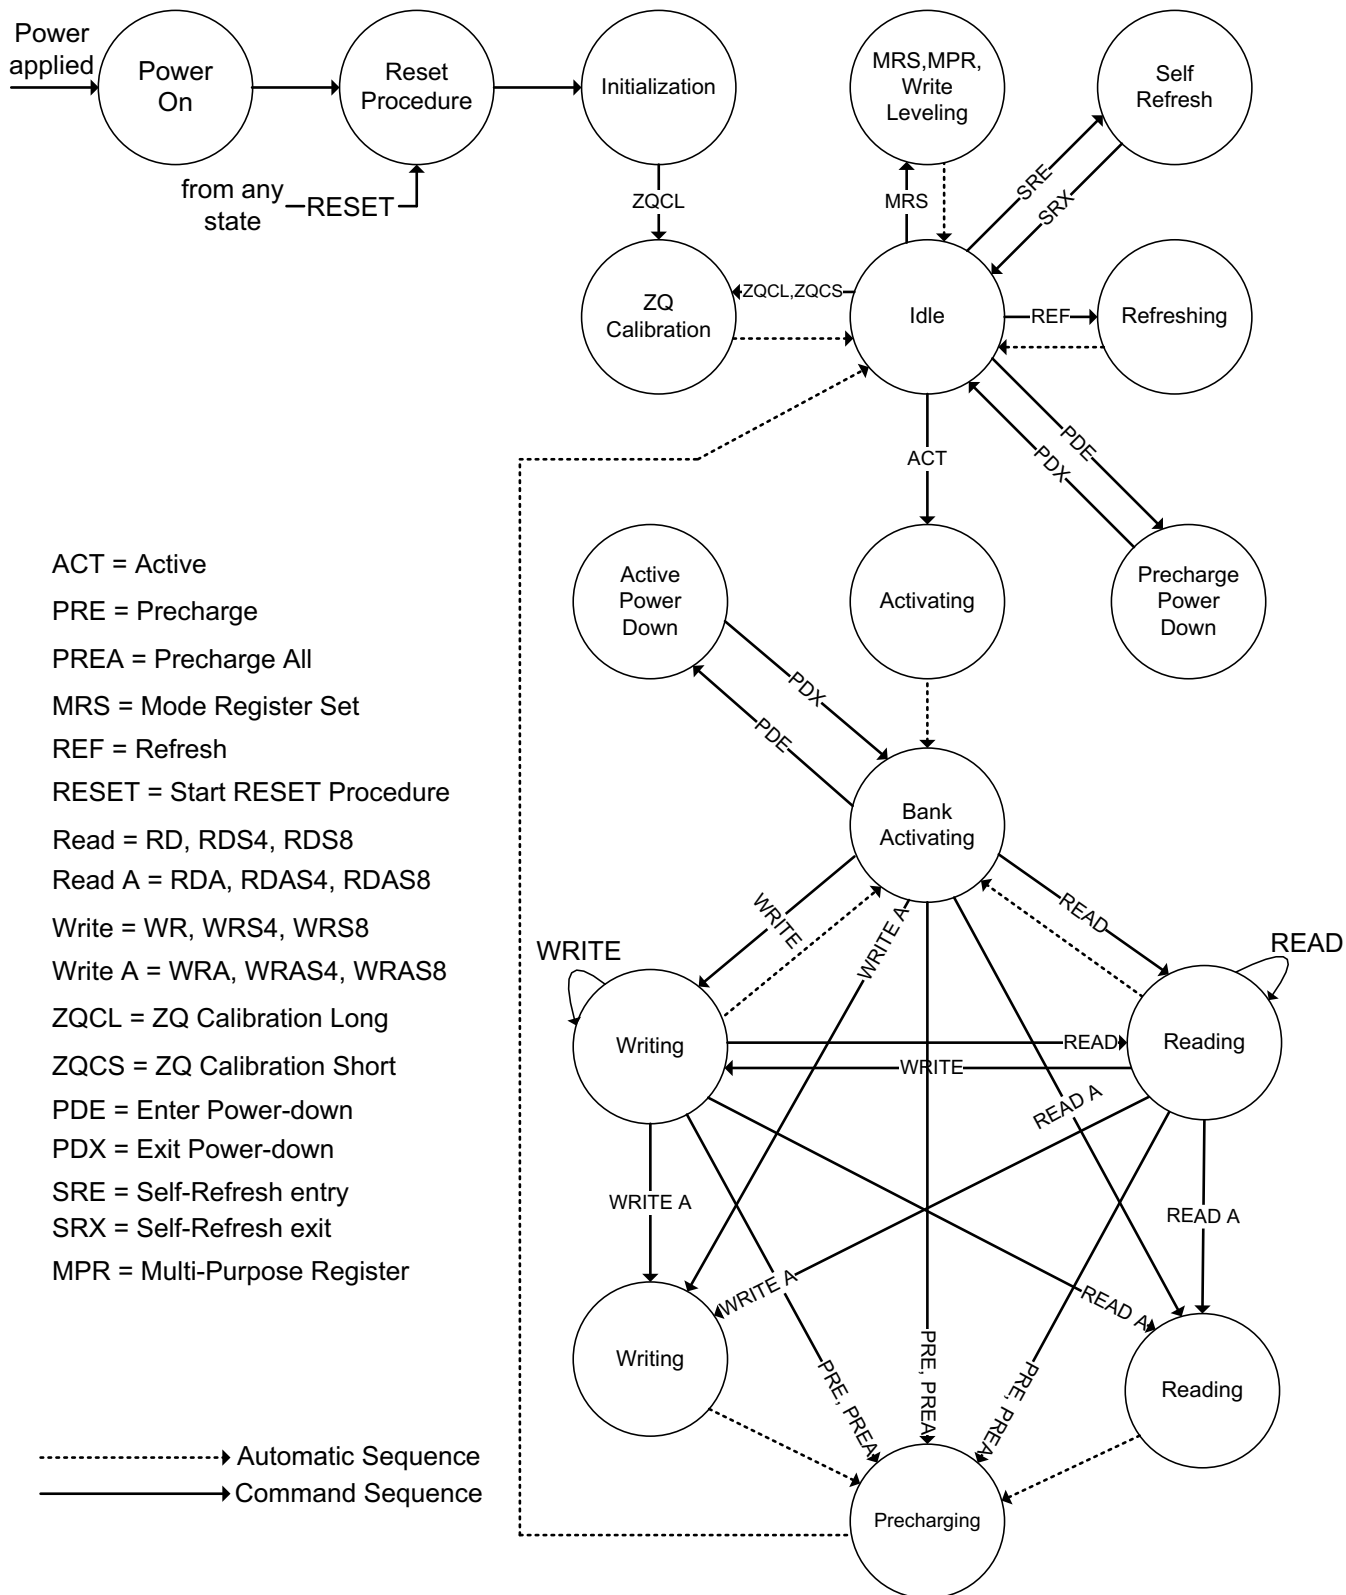 Power
applied
Power
On
Reset
Procedure
Initialization
MRS,MPR,
Write
Leveling
Self
Refresh
from any
state
RESET
ZQCL
MRS
SRE
SRX
ZQ
Calibration
ZQCL,ZQCS
Idle
REF
Refreshing
ACT
PDE
PDX
Active
Power
Down
Activating
Precharge
Power
Down
PDX
PDE
Bank
Activating
ACT = Active
PRE = Precharge
PREA = Precharge All
MRS = Mode Register Set
REF = Refresh
RESET = Start RESET Procedure
Read = RD, RDS4, RDS8
Read A = RDA, RDAS4, RDAS8
Write = WR, WRS4, WRS8
Write A = WRA, WRAS4, WRAS8
ZQCL = ZQ Calibration Long
ZQCS = ZQ Calibration Short
PDE = Enter Power-down
PDX = Exit Power-down
SRE = Self-Refresh entry
SRX = Self-Refresh exit
MPR = Multi-Purpose Register
WRITE
WRITE A
READ
WRITE
READ
Writing
READ
Reading
WRITE
READ A
WRITE A
READ A
WRITE A
READ A
Writing
PRE, PREA
PRE, PREA
PRE, PREA
Reading
Precharging
Automatic Sequence
Command Sequence